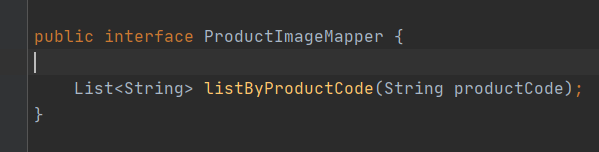 public interface ProductImageMapper {
    List<String> listByProductCode(String productCode);
}